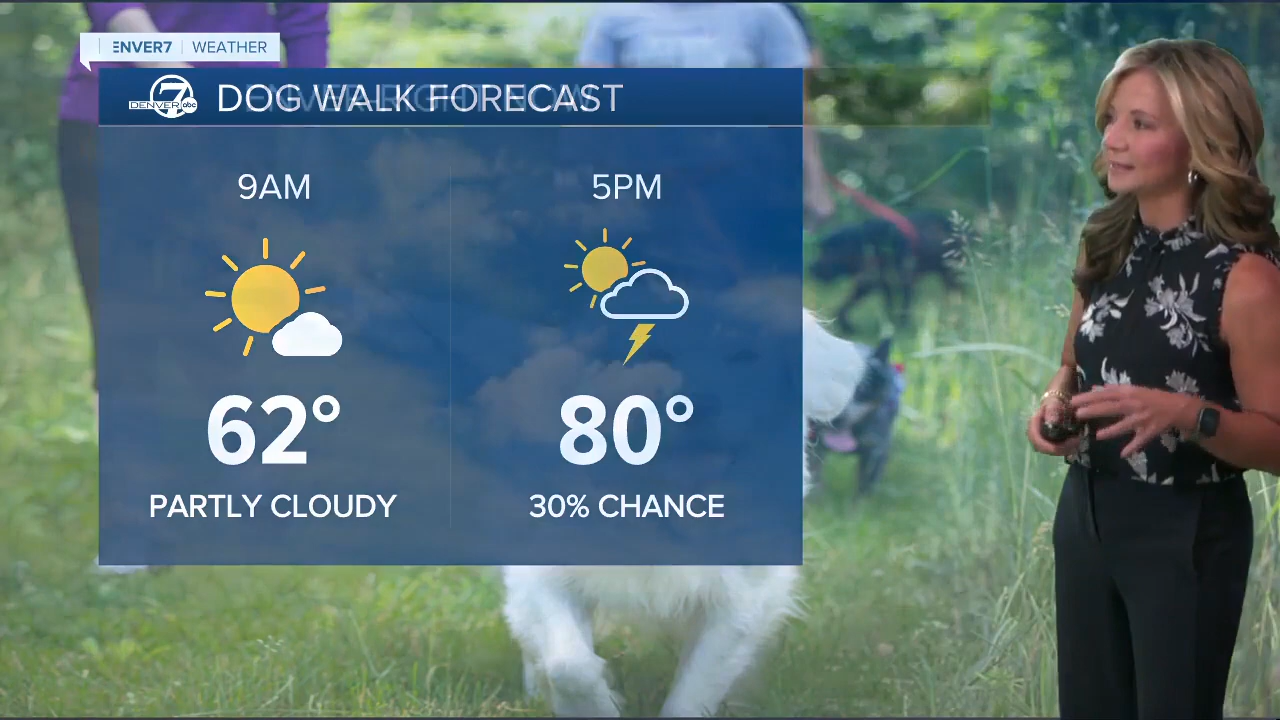 ENVER7 WEATHER
DENVER 7 abc DOG WALK FORECAST
9AM
5PM
62°
80°
PARTLY CLOUDY
30% CHANCE